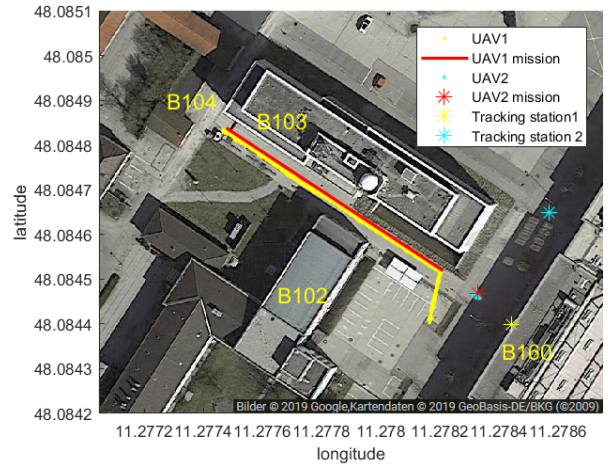 48.0851
48.085
48.0849
48.0848
48.0847
48.0846
48.0845
48.0844
48.0843
48.0842
latitude
B104
B103
B102
B160
UAV1
UAV1 mission
UAV2
UAV2 mission
Tracking station1
Tracking station 2
Bilder © 2019 Google,Kartendaten © 2019 GeoBasis-DE/BKG (©2009)
11.2772 11.2774 11.2776 11.2778 11.278 11.2782 11.2784 11.2786
longitude